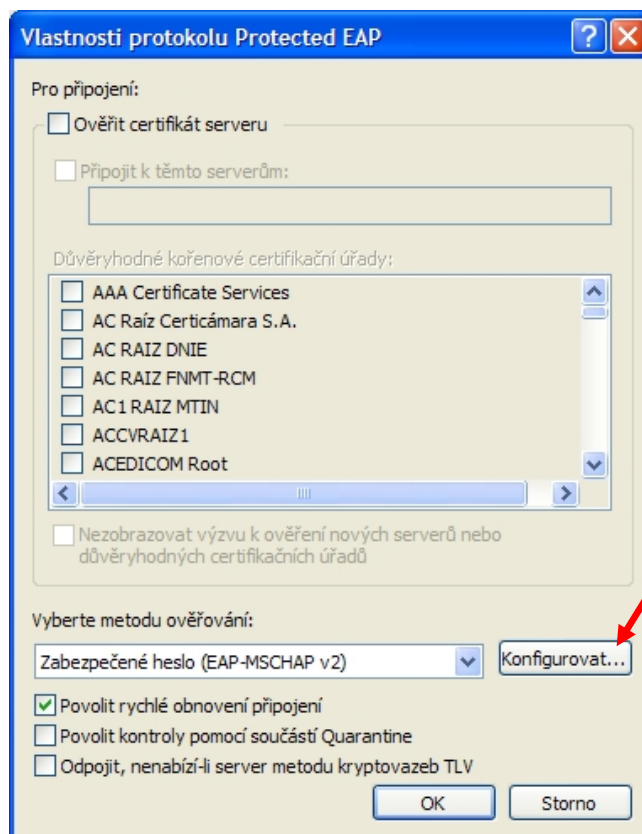 Vlastnosti protokolu Protected EAP
Pro připojení:
Ověřit certifikát serveru
Připojit k těmto serverům:
Důvěryhodné kořenové certifikační úřady:
AAA Certificate Services
AC Raíz Certicámara S.A.
AC RAIZ DNIE
AC RAIZ FNMT-RCM
AC1 RAIZ MTIN
ACCVRAIZ1
ACEDICOM Root
Nezobrazovat výzvu k ověření nových serverů nebo
důvěryhodných certifikačních úřadů
Vyberte metodu ověřování:
Zabezpečené heslo (EAP-MSCHAP v2)
Konfigurovat...
Povolit rychlé obnovení připojení
Povolit kontroly pomocí součástí Quarantine
Odpojit, nenabízí-li server metodu kryptovazeb TLV
OK
Storno